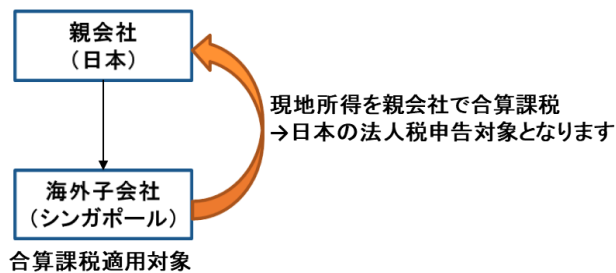 親会社
（日本）
現地所得を親会社で合算課税
→日本の法人税申告対象となります
海外子会社
（シンガポール）
合算課税適用対象